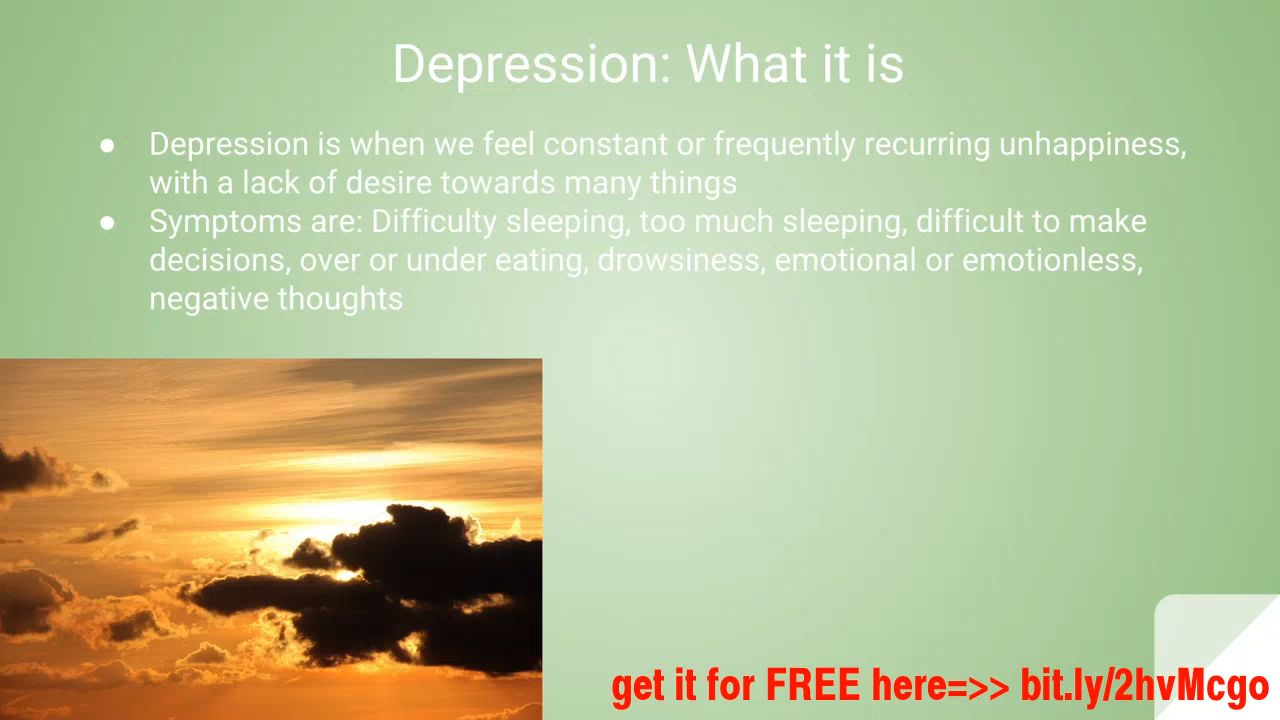 Depression: What it is
● Depression is when we feel constant or frequently recurring unhappiness,
with a lack of desire towards many things
● Symptoms are: Difficulty sleeping, too much sleeping, difficult to make
decisions, over or under eating, drowsiness, emotional or emotionless,
negative thoughts
get it for FREE here=>> bit.ly/2hvMcgo